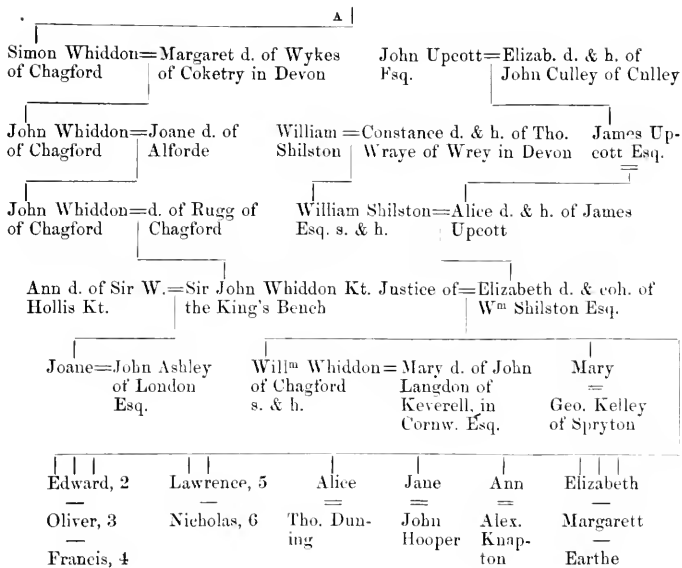 A
Simon Whiddon=Margaret d. of Wykes
of Chagford of Coketry in Devon
John Upcott=Elizab. d. & h. of
Esq. John Culley of Culley
John Whiddon=Joane d. of
of Chagford Alforde
William =Constance d. & h. of Tho.
Shilston Wraye of Wrey in Devon
James Up-
cott Esq.
=
John Whiddon=d. of Rugg of
of Chagford Chagford
William Shilston=Alice d. & h. of James
Esq. s. & h. Upcott
Ann d. of Sir W.=Sir John Whiddon Kt. Justice of=Elizabeth d. & coh. of
Hollis Kt. the King's Bench Wm Shilston Esq.
Joane=John Ashley
of London
Esq.
Willm Whiddon=Mary d. of John
of Chagford Langdon of
s. & h. Keverell, in
Cornw. Esq.
Mary
=
Geo. Kelley
of Spryton
Edward, 2
—
Oliver, 3
—
Francis, 4
Lawrence, 5
—
Nicholas, 6
Alice
=
Tho. Dun-
ing
Jane
=
John
Hooper
Ann
=
Alex.
Knap-
ton
Elizabeth
—
Margarett
—
Earthe